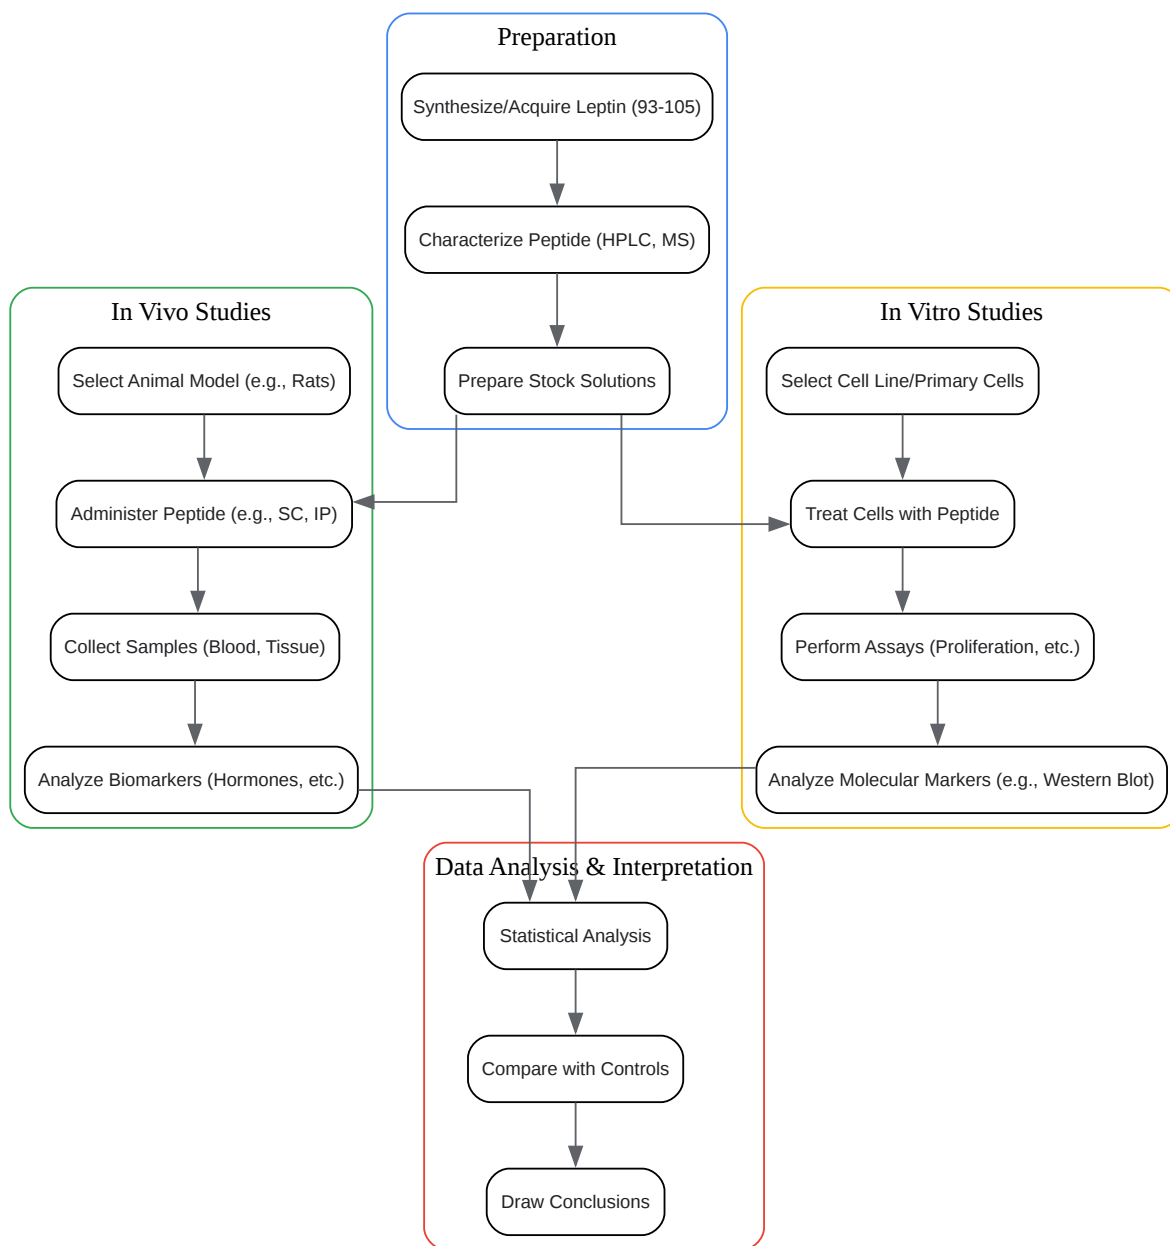 Preparation
Synthesize/Acquire Leptin (93-105)
Characterize Peptide (HPLC, MS)
Prepare Stock Solutions
In Vivo Studies
Select Animal Model (e.g., Rats)
Administer Peptide (e.g., SC, IP)
Collect Samples (Blood, Tissue)
Analyze Biomarkers (Hormones, etc.)
In Vitro Studies
Select Cell Line/Primary Cells
Treat Cells with Peptide
Perform Assays (Proliferation, etc.)
Analyze Molecular Markers (e.g., Western Blot)
Data Analysis & Interpretation
Statistical Analysis
Compare with Controls
Draw Conclusions